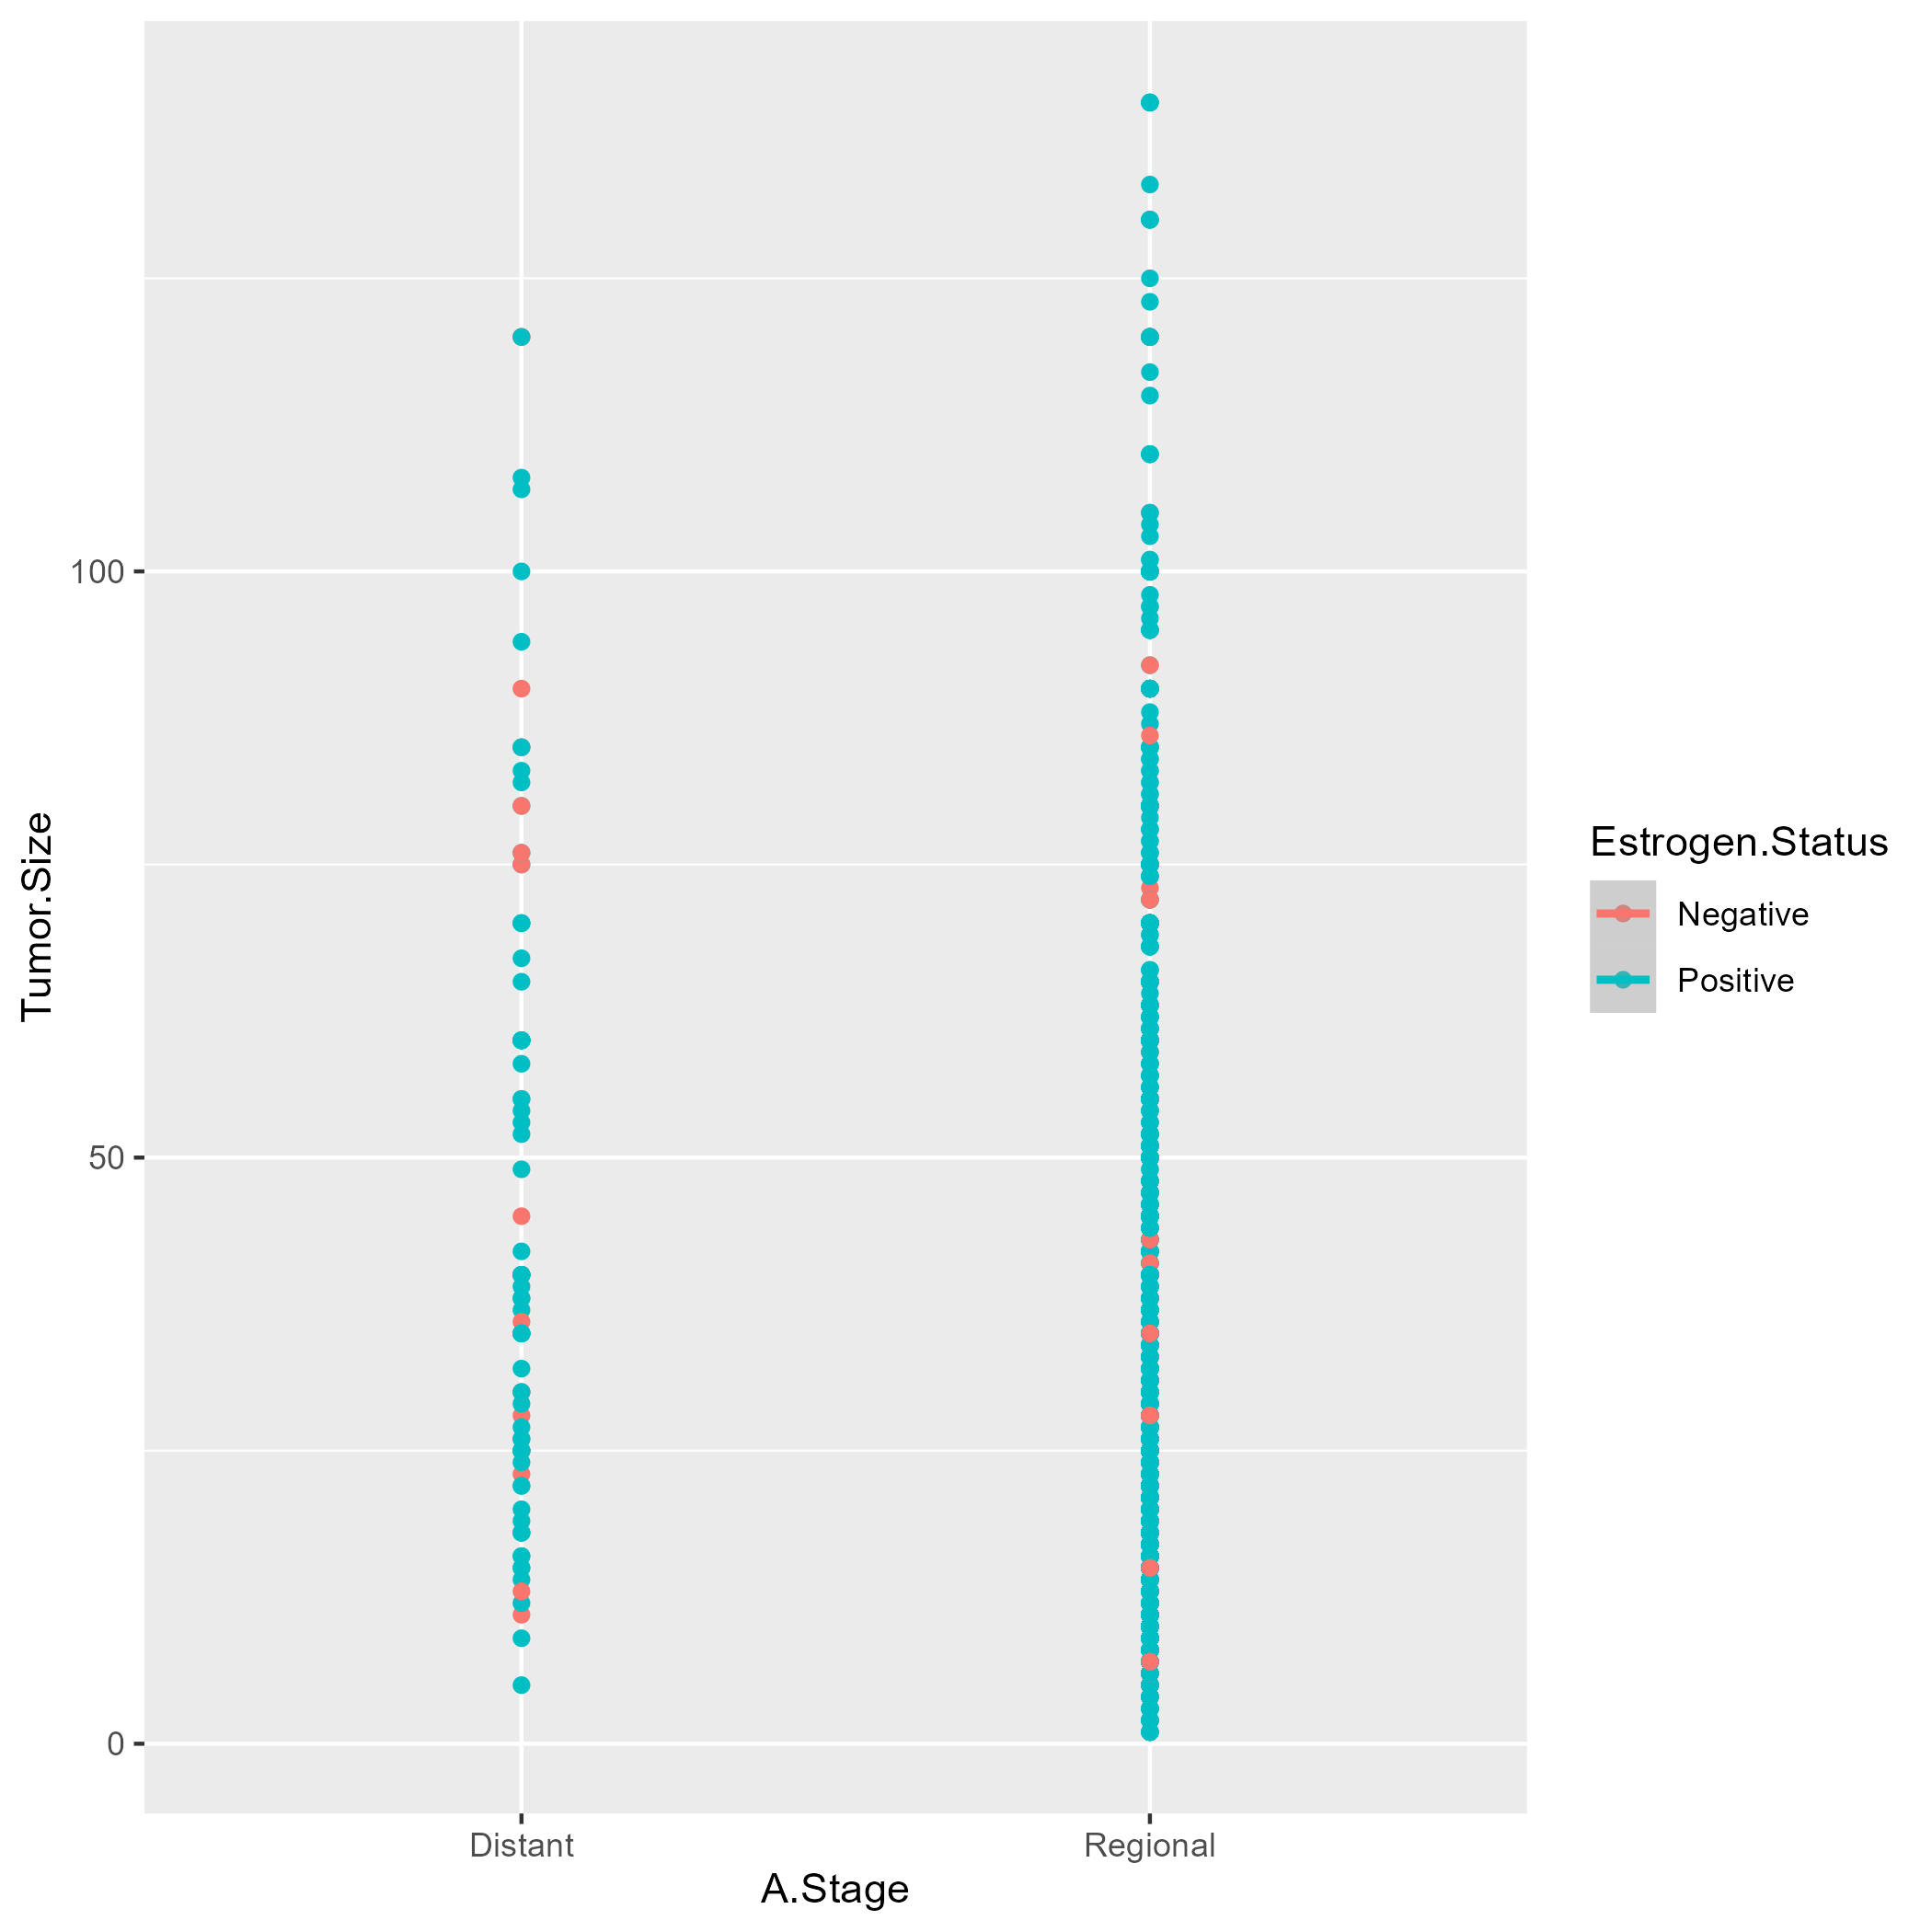 Tumor.Size
100
50
0
Distant
Regional
A.Stage
Estrogen.Status
Negative
Positive